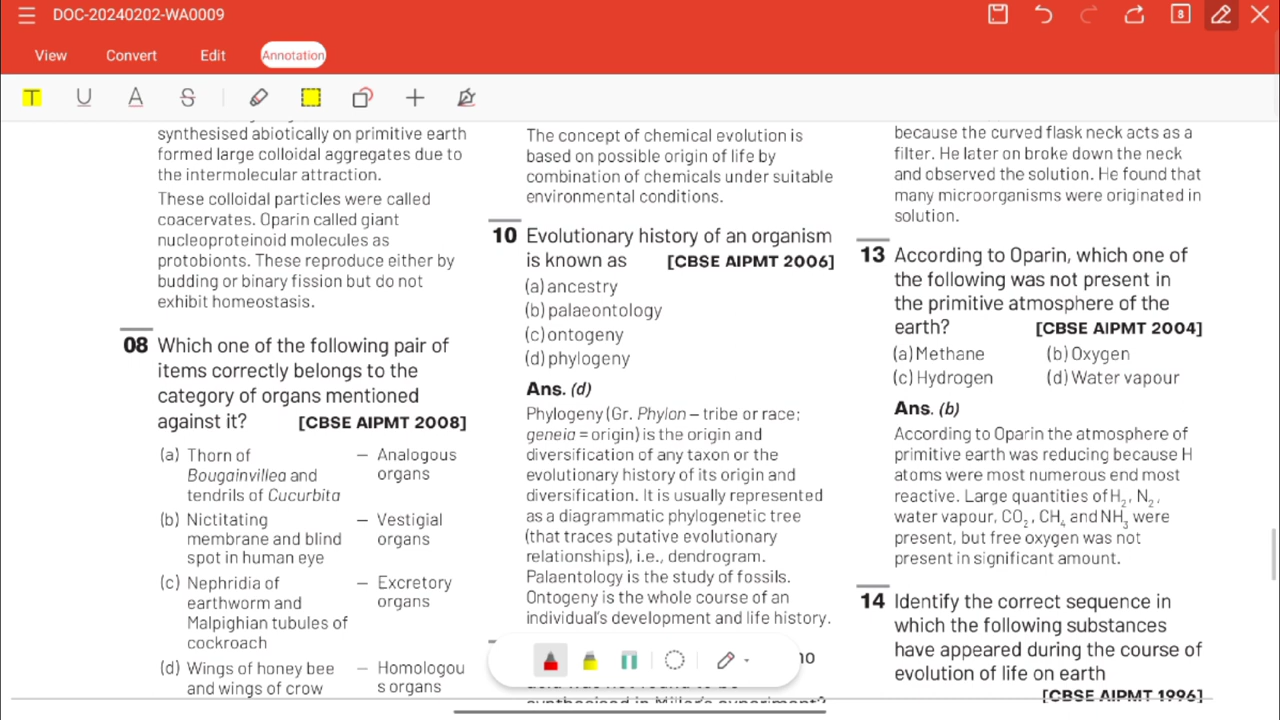 DOC-20240202-WA0009
8
View
Convert
Edit
Annotation
T
U
A
S
synthesised abiotically on primitive earth
formed large colloidal aggregates due to
the intermolecular attraction.
These colloidal particles were called
coacervates. Oparin called giant
nucleoproteinoid molecules as
protobionts. These reproduce either by
budding or binary fission but do not
exhibit homeostasis.
08 Which one of the following pair of
items correctly belongs to the
category of organs mentioned
against it? [CBSE AIPMT 2008]
(a) Thorn of — Analogous
Bougainvillea and organs
tendrils of Cucurbita
(b) Nictitating — Vestigial
membrane and blind organs
spot in human eye
(c) Nephridia of — Excretory
earthworm and organs
Malpighian tubules of
cockroach
(d) Wings of honey bee — Homologou
and wings of crow s organs
The concept of chemical evolution is
based on possible origin of life by
combination of chemicals under suitable
environmental conditions.
10 Evolutionary history of an organism
is known as [CBSE AIPMT 2006]
(a) ancestry
(b) palaeontology
(c) ontogeny
(d) phylogeny
Ans. (d)
Phylogeny (Gr. Phylon – tribe or race;
geneia = origin) is the origin and
diversification of any taxon or the
evolutionary history of its origin and
diversification. It is usually represented
as a diagrammatic phylogenetic tree
(that traces putative evolutionary
relationships), i.e., dendrogram.
Palaentology is the study of fossils.
Ontogeny is the whole course of an
individual's development and life history.
no
synthesised in Miller's experiment?
because the curved flask neck acts as a
filter. He later on broke down the neck
and observed the solution. He found that
many microorganisms were originated in
solution.
13 According to Oparin, which one of
the following was not present in
the primitive atmosphere of the
earth? [CBSE AIPMT 2004]
(a) Methane (b) Oxygen
(c) Hydrogen (d) Water vapour
Ans. (b)
According to Oparin the atmosphere of
primitive earth was reducing because H
atoms were most numerous end most
reactive. Large quantities of H₂, N₂,
water vapour, CO₂, CH₄ and NH₃ were
present, but free oxygen was not
present in significant amount.
14 Identify the correct sequence in
which the following substances
have appeared during the course of
evolution of life on earth
[CBSE AIPMT 1996]